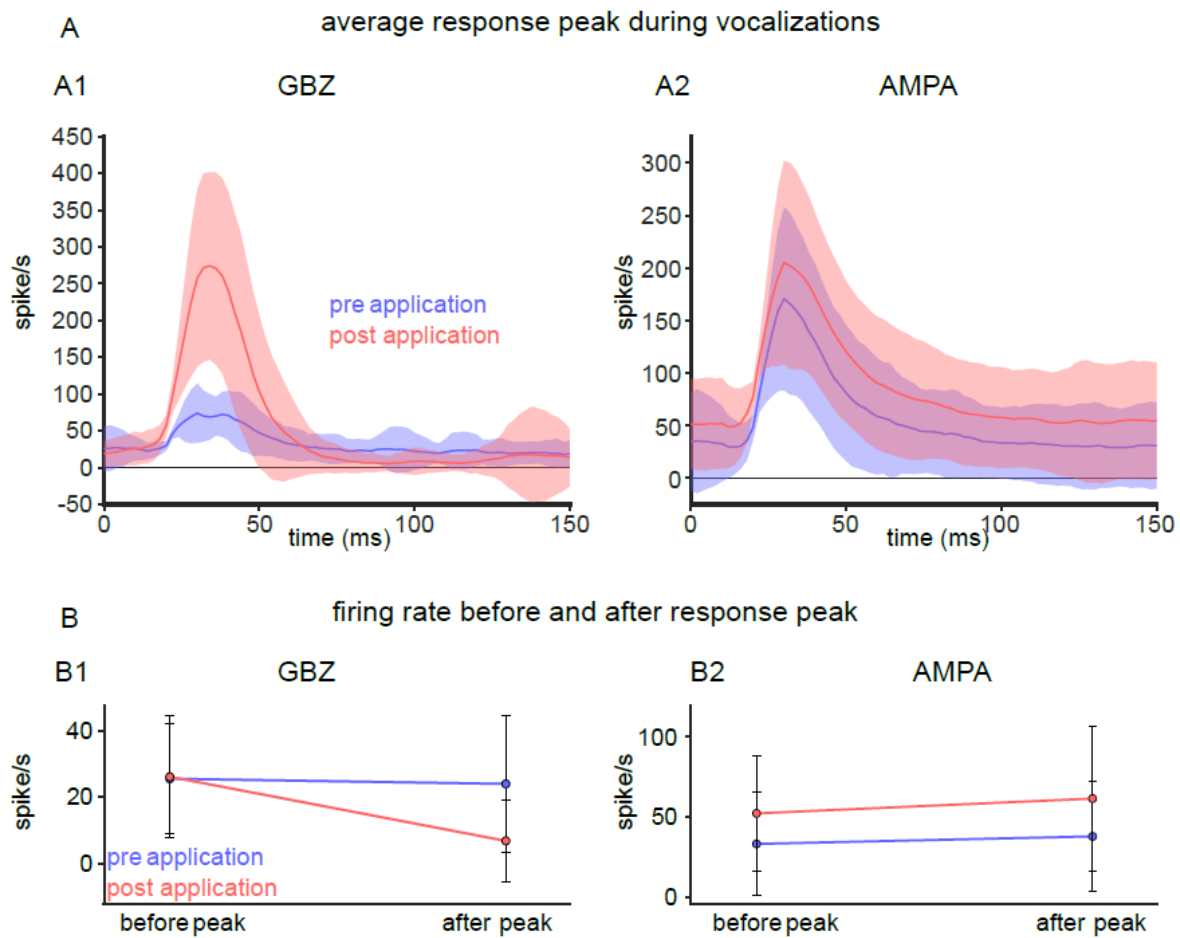 A average response peak during vocalizations
A1 GBZ
A2 AMPA
450
400
350
300
250
200
150
100
50
0
-50
spike/s
pre application
post application
0 50 100 150
time (ms)
300
250
200
150
100
50
0
spike/s
0 50 100 150
time (ms)
B firing rate before and after response peak
B1 GBZ
B2 AMPA
40
20
0
spike/s
pre application
post application
before peak after peak
100
50
0
spike/s
before peak after peak